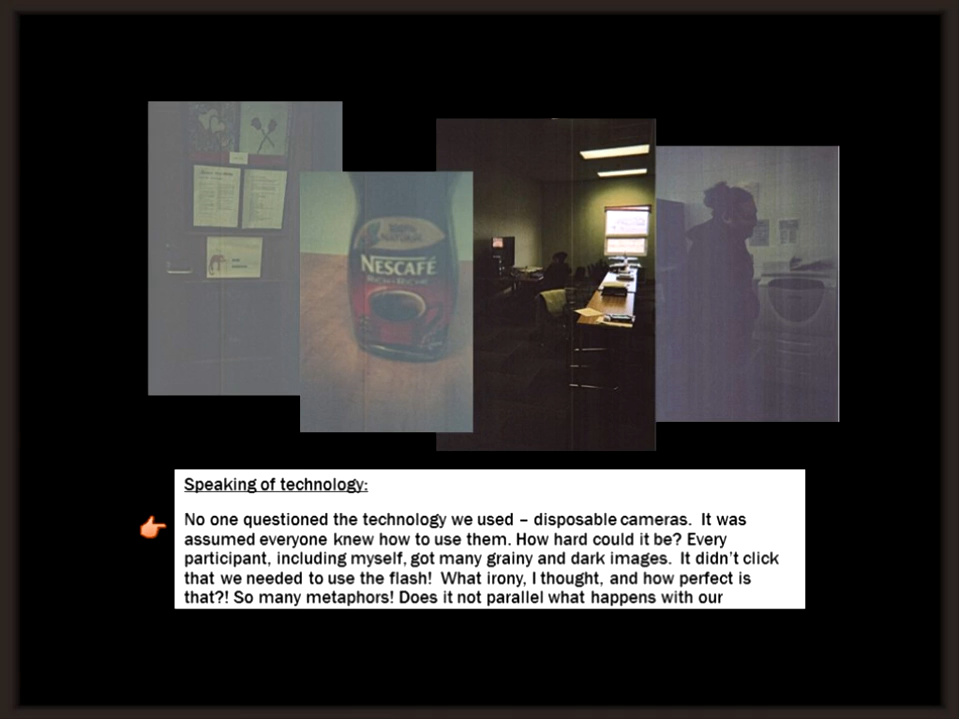 100%
NATURAL
NESCAFÉ
Speaking of technology:
No one questioned the technology we used – disposable cameras.  It was
assumed everyone knew how to use them. How hard could it be? Every
participant, including myself, got many grainy and dark images.  It didn't click
that we needed to use the flash!  What irony, I thought, and how perfect is
that?! So many metaphors! Does it not parallel what happens with our